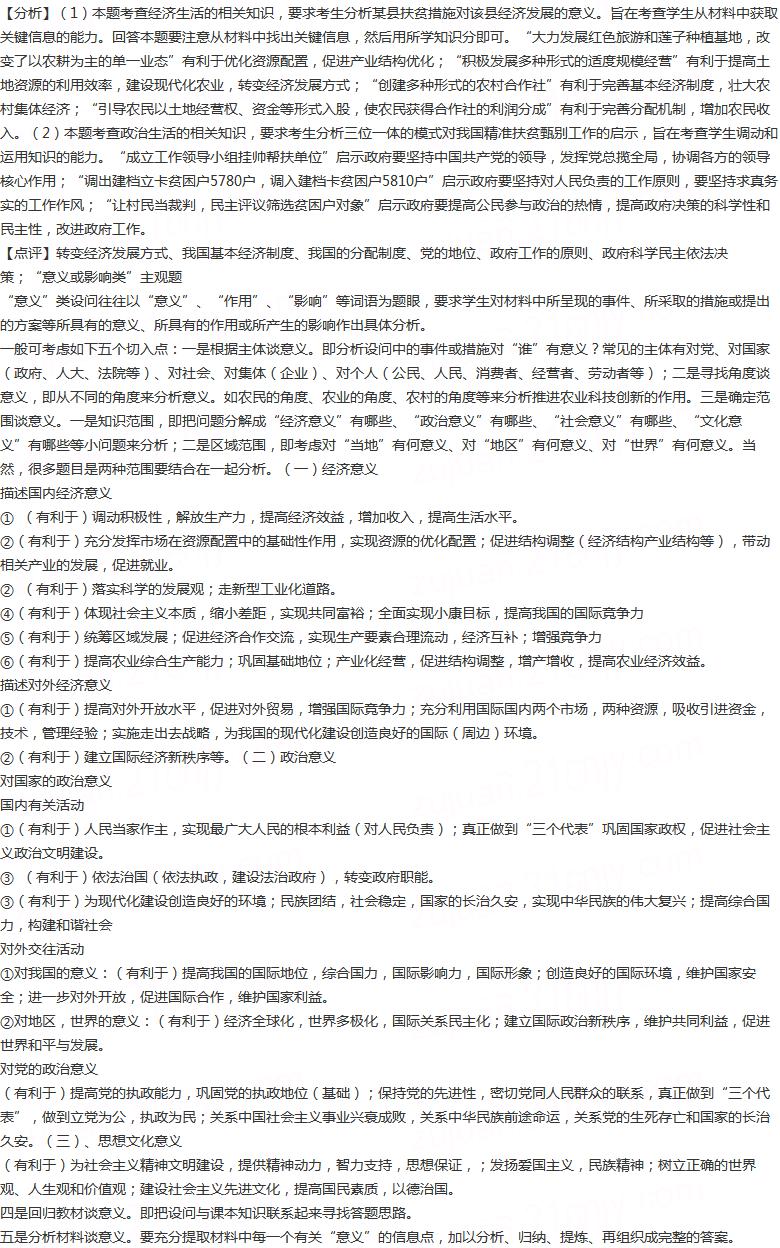 【分析】（1）本题考查经济生活的相关知识，要求考生分析某县扶贫措施对该县经济发展的意义。旨在考查学生从材料中获取
关键信息的能力。回答本题要注意从材料中找出关键信息，然后用所学知识分即可。“大力发展红色旅游和莲子种植基地，改
变了以农耕为主的单一业态”有利于优化资源配置，促进产业结构优化；“积极发展多种形式的适度规模经营”有利于提高土
地资源的利用效率，建设现代化农业，转变经济发展方式；“创建多种形式的农村合作社”有利于完善基本经济制度，壮大农
村集体经济；“引导农民以土地经营权、资金等形式入股，使农民获得合作社的利润分成”有利于完善分配机制，增加农民收
入。（2）本题考查政治生活的相关知识，要求考生分析三位一体的模式对我国精准扶贫甄别工作的启示，旨在考查学生调动和
运用知识的能力。“成立工作领导小组挂帅帮扶单位”启示政府要坚持中国共产党的领导，发挥党总揽全局，协调各方的领导
核心作用；“调出建档立卡贫困户5780户，调入建档卡贫困户5810户”启示政府要坚持对人民负责的工作原则，要坚持求真务
实的工作作风；“让村民当裁判，民主评议筛选贫困户对象”启示政府要提高公民参与政治的热情，提高政府决策的科学性和
民主性，改进政府工作。
【点评】转变经济发展方式、我国基本经济制度、我国的分配制度、党的地位、政府工作的原则、政府科学民主依法决
策；“意义或影响类”主观题
“意义”类设问往往以“意义”、“作用”、“影响”等词语为题眼，要求学生对材料中所呈现的事件、所采取的措施或提出
的方案等所具有的意义、所具有的作用或所产生的影响作出具体分析。
一般可考虑如下五个切入点：一是根据主体谈意义。即分析设问中的事件或措施对“谁”有意义？常见的主体有对党、对国家
（政府、人大、法院等）、对社会、对集体（企业）、对个人（公民、人民、消费者、经营者、劳动者等）；二是寻找角度谈
意义，即从不同的角度来分析意义。如农民的角度、农业的角度、农村的角度等来分析推进农业科技创新的作用。三是确定范
围谈意义。一是知识范围，即把问题分解成“经济意义”有哪些、“政治意义”有哪些、“社会意义”有哪些、“文化意
义”有哪些等小问题来分析；二是区域范围，即考虑对“当地”有何意义、对“地区”有何意义、对“世界”有何意义。当
然，很多题目是两种范围要结合在一起分析。（一）经济意义
描述国内经济意义
① （有利于）调动积极性，解放生产力，提高经济效益，增加收入，提高生活水平。
②（有利于）充分发挥市场在资源配置中的基础性作用，实现资源的优化配置；促进结构调整（经济结构产业结构等），带动
相关产业的发展，促进就业。
② （有利于）落实科学的发展观；走新型工业化道路。
④（有利于）体现社会主义本质，缩小差距，实现共同富裕；全面实现小康目标，提高我国的国际竞争力
⑤（有利于）统筹区域发展；促进经济合作交流，实现生产要素合理流动，经济互补；增强竞争力
⑥（有利于）提高农业综合生产能力；巩固基础地位；产业化经营，促进结构调整，增产增收，提高农业经济效益。
描述对外经济意义
①（有利于）提高对外开放水平，促进对外贸易，增强国际竞争力；充分利用国际国内两个市场，两种资源，吸收引进资金，
技术，管理经验；实施走出去战略，为我国的现代化建设创造良好的国际（周边）环境。
②（有利于）建立国际经济新秩序等。（二）政治意义
对国家的政治意义
国内有关活动
①（有利于）人民当家作主，实现最广大人民的根本利益（对人民负责）；真正做到“三个代表”巩固国家政权，促进社会主
义政治文明建设。
③ （有利于）依法治国（依法执政，建设法治政府），转变政府职能。
③（有利于）为现代化建设创造良好的环境；民族团结，社会稳定，国家的长治久安，实现中华民族的伟大复兴；提高综合国
力，构建和谐社会
对外交往活动
①对我国的意义：（有利于）提高我国的国际地位，综合国力，国际影响力，国际形象；创造良好的国际环境，维护国家安
全；进一步对外开放，促进国际合作，维护国家利益。
②对地区，世界的意义：（有利于）经济全球化，世界多极化，国际关系民主化；建立国际政治新秩序，维护共同利益，促进
世界和平与发展。
对党的政治意义
（有利于）提高党的执政能力，巩固党的执政地位（基础）；保持党的先进性，密切党同人民群众的联系，真正做到“三个代
表”，做到立党为公，执政为民；关系中国社会主义事业兴衰成败，关系中华民族前途命运，关系党的生死存亡和国家的长治
久安。（三）、思想文化意义
（有利于）为社会主义精神文明建设，提供精神动力，智力支持，思想保证，；发扬爱国主义，民族精神；树立正确的世界
观、人生观和价值观；建设社会主义先进文化，提高国民素质，以德治国。
四是回归教材谈意义。即把设问与课本知识联系起来寻找答题思路。
五是分析材料谈意义。要充分提取材料中每一个有关“意义”的信息点，加以分析、归纳、提炼、再组织成完整的答案。